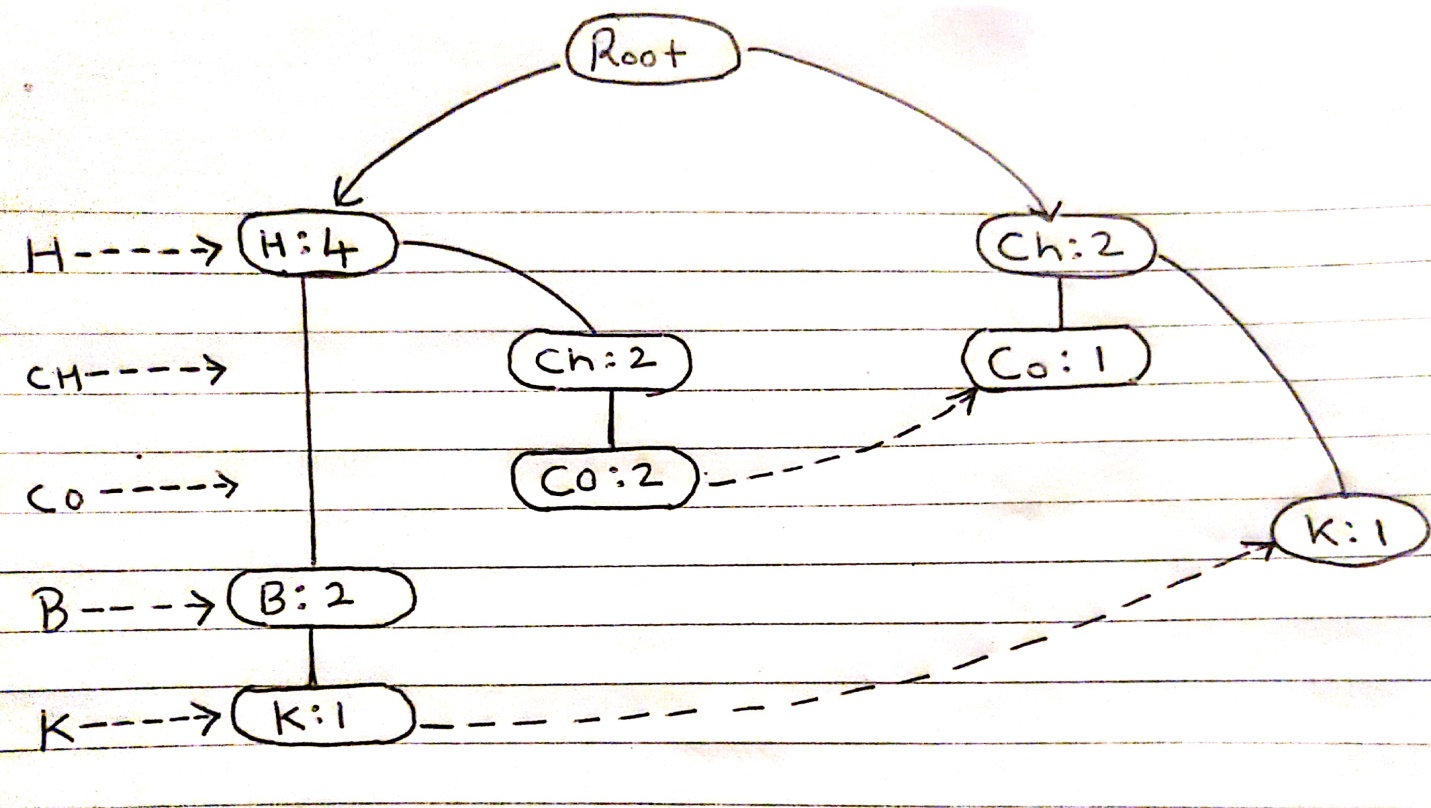 Root
H H:4 Ch:2
CH Ch:2 Co:1
CO CO:2
K:1
B B:2
K K:1